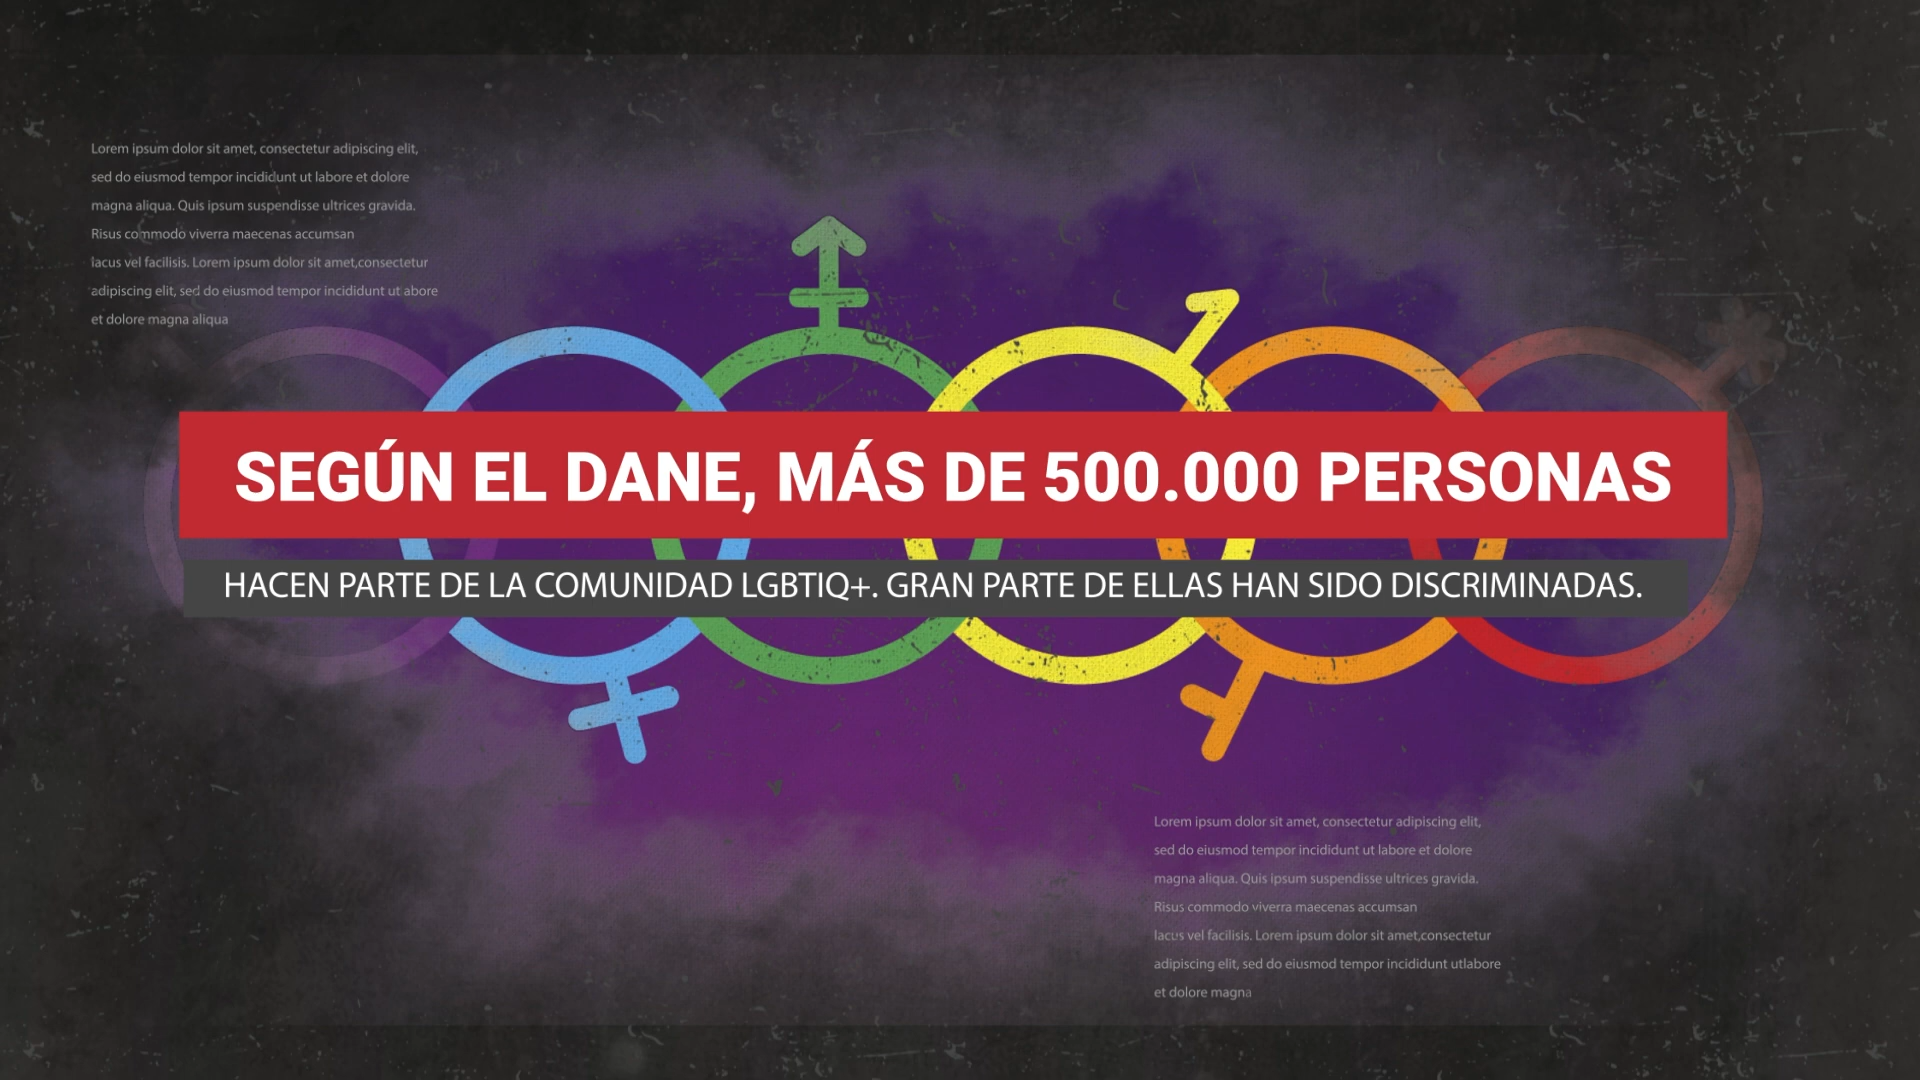 Lorem ipsum dolor sit amet, consectetur adipiscing elit,
sed do eiusmod tempor incididunt ut labore et dolore
magna aliqua. Quis ipsum suspendisse ultrices gravida.
Risus commodo viverra maecenas accumsan
lacus vel facilisis. Lorem ipsum dolor sit amet,consectetur
adipiscing elit, sed do eiusmod tempor incididunt ut abore
et dolore magna aliqua
SEGÚN EL DANE, MÁS DE 500.000 PERSONAS
HACEN PARTE DE LA COMUNIDAD LGBTIQ+. GRAN PARTE DE ELLAS HAN SIDO DISCRIMINADAS.
Lorem ipsum dolor sit amet, consectetur adipiscing elit,
sed do eiusmod tempor incididunt ut labore et dolore
magna aliqua. Quis ipsum suspendisse ultrices gravida.
Risus commodo viverra maecenas accumsan
lacus vel facilisis. Lorem ipsum dolor sit amet,consectetur
adipiscing elit, sed do eiusmod tempor incididunt utlabore
et dolore magna